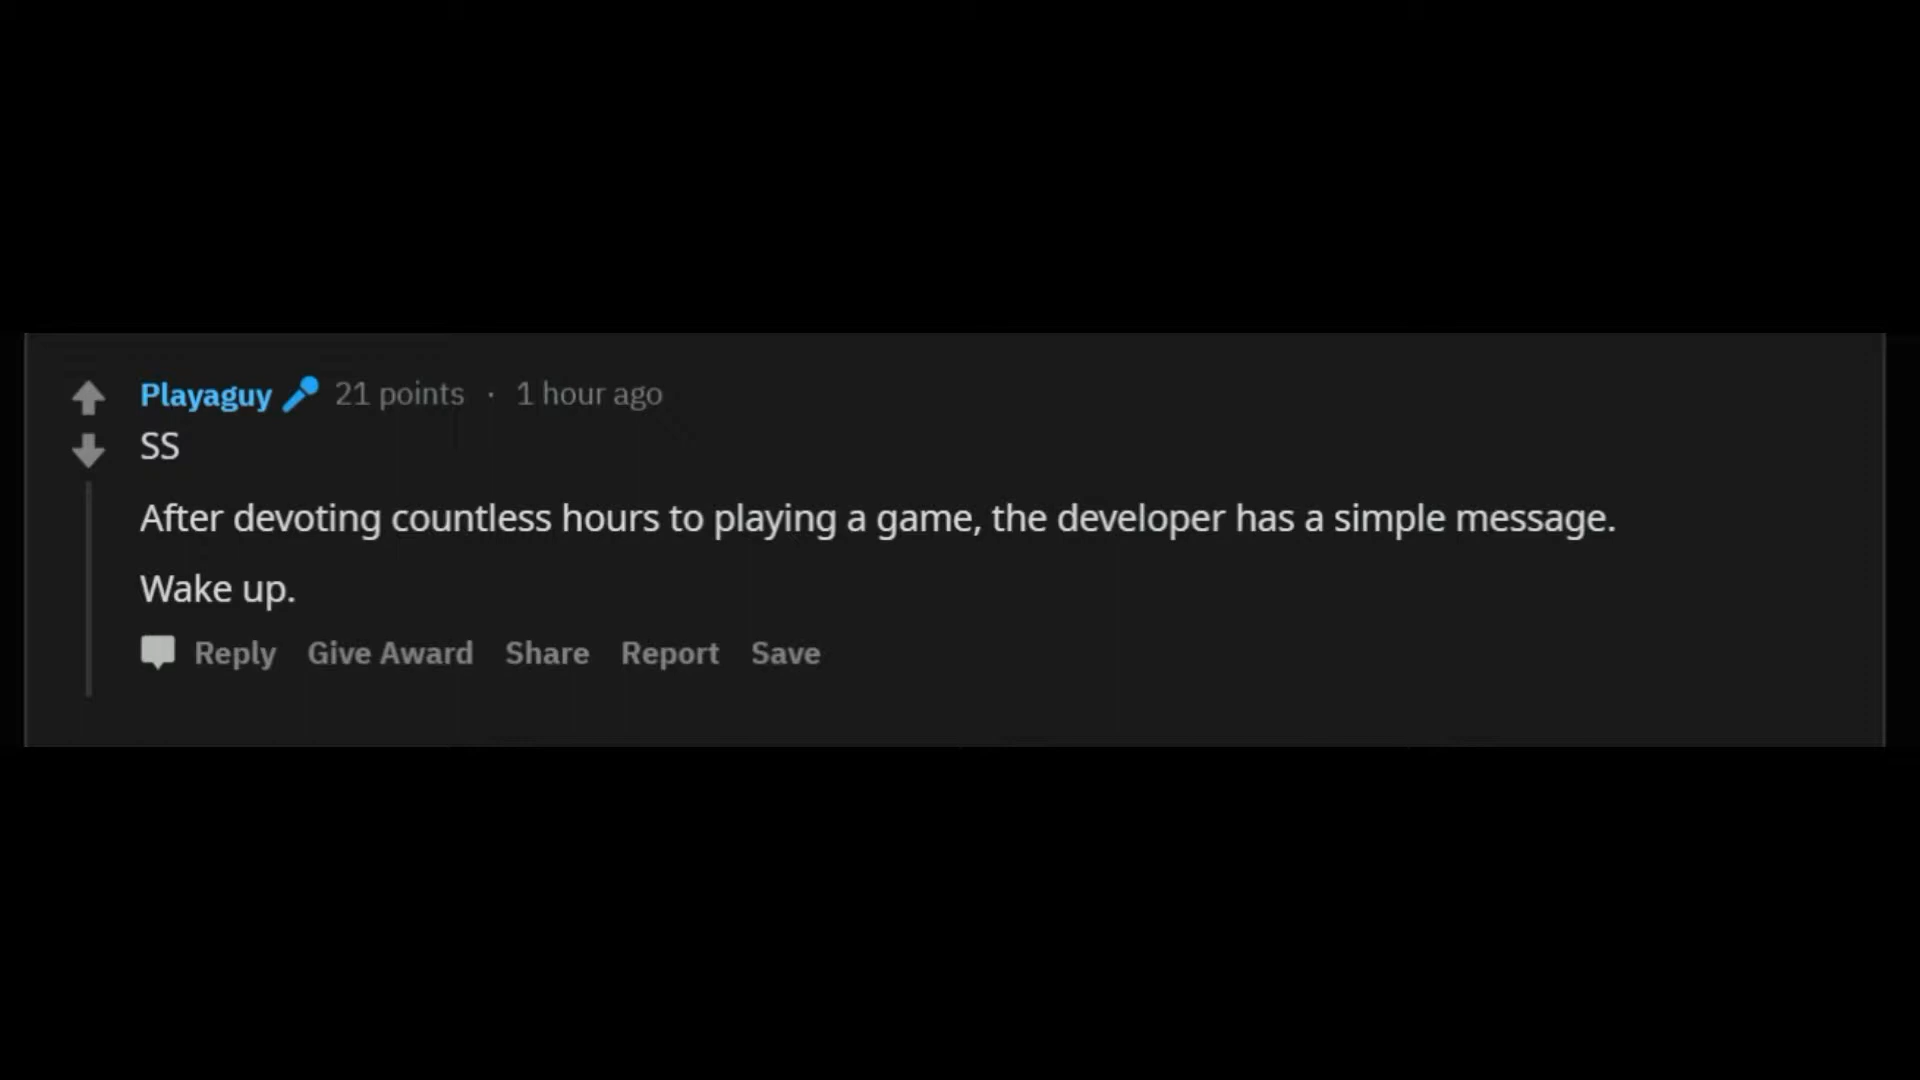 Playaguy 21 points · 1 hour ago
SS
After devoting countless hours to playing a game, the developer has a simple message.
Wake up.
Reply Give Award Share Report Save